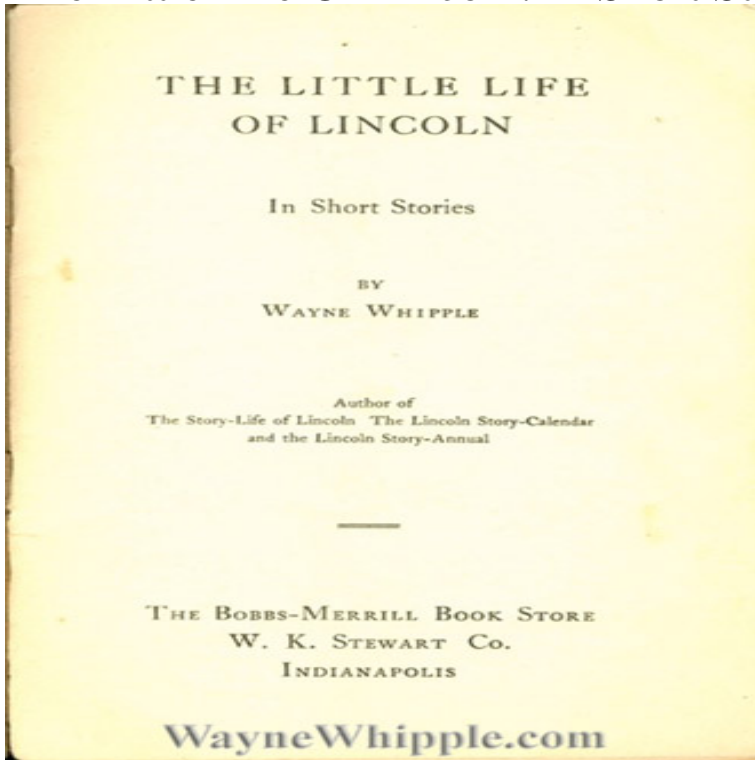 THE LITTLE LIFE
OF LINCOLN
In Short Stories
BY
WAYNE WHIPPLE
Author of
The Story-Life of Lincoln The Lincoln Story-Calendar
and the Lincoln Story-Annual
THE BOBBS-MERRILL BOOK STORE
W. K. STEWART CO.
INDIANAPOLIS
WayneWhipple.com